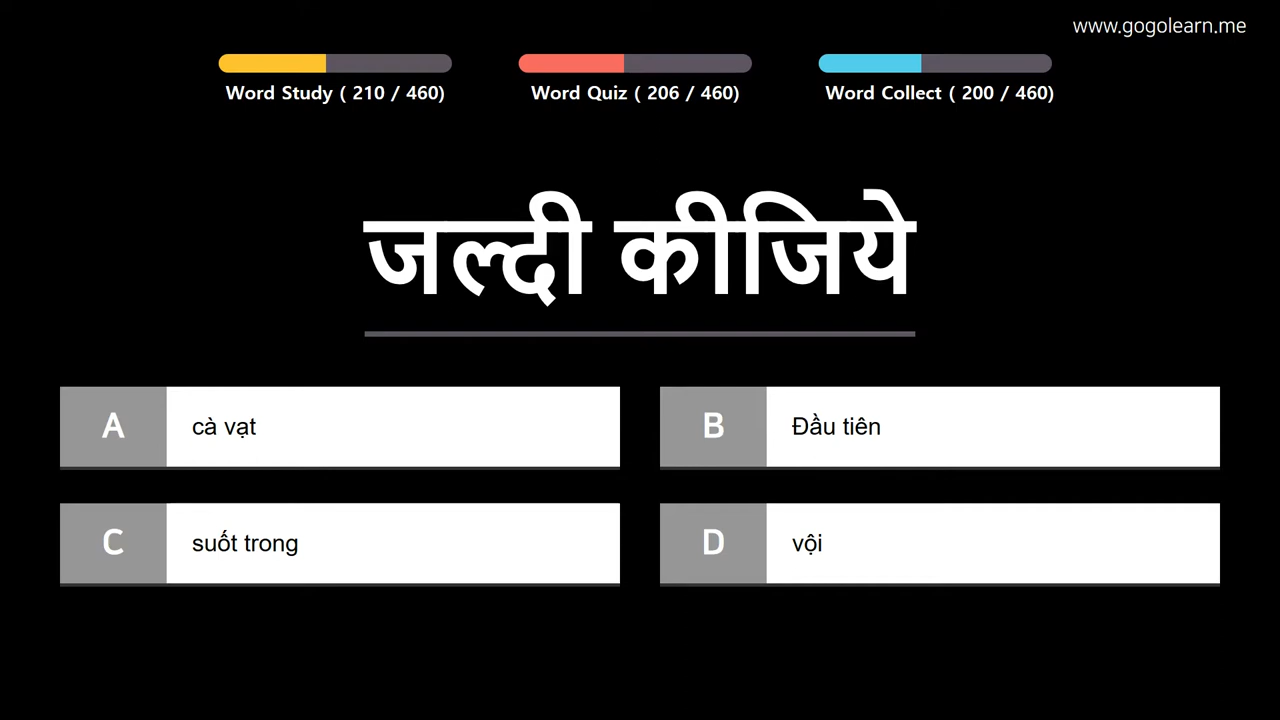 www.gogolearn.me
Word Study ( 210 / 460)
Word Quiz ( 206 / 460)
Word Collect ( 200 / 460)
जल्दी कीजिये
A
cà vạt
B
Đầu tiên
C
suốt trong
D
vội